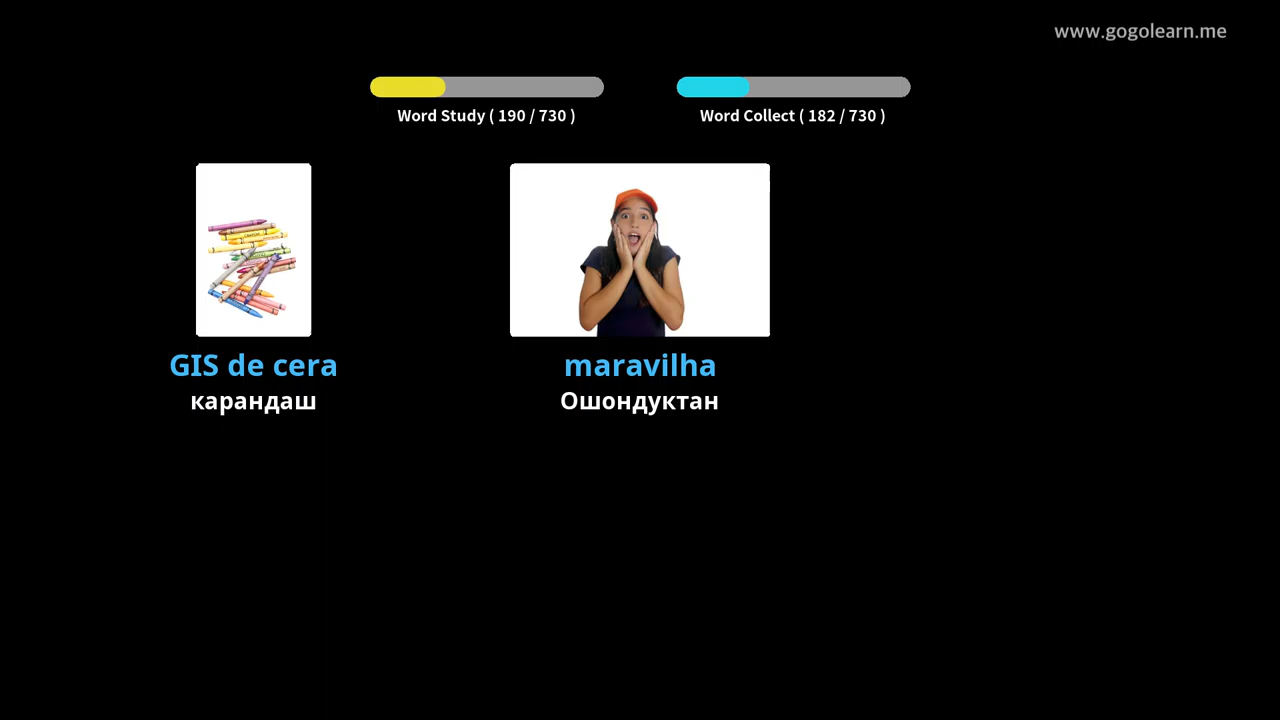 www.gogolearn.me
Word Study ( 190 / 730 )
Word Collect ( 182 / 730 )
GIS de cera
карандаш
maravilha
Ошондуктан